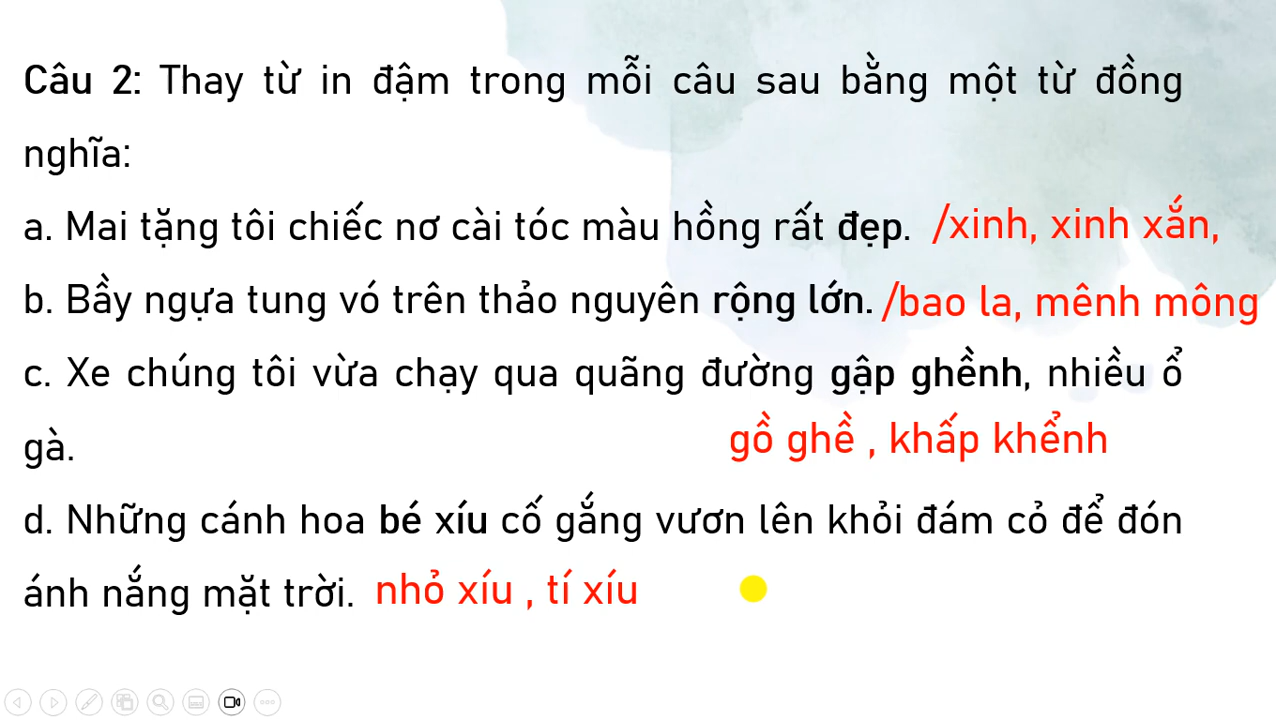 Câu 2: Thay từ in đậm trong mỗi câu sau bằng một từ đồng
nghĩa:
a. Mai tặng tôi chiếc nơ cài tóc màu hồng rất đẹp. /xinh, xinh xắn,
b. Bầy ngựa tung vó trên thảo nguyên rộng lớn. /bao la, mênh mông
c. Xe chúng tôi vừa chạy qua quãng đường gập ghềnh, nhiều ổ
gà. gồ ghề , khấp khểnh
d. Những cánh hoa bé xíu cố gắng vươn lên khỏi đám cỏ để đón
ánh nắng mặt trời. nhỏ xíu , tí xíu